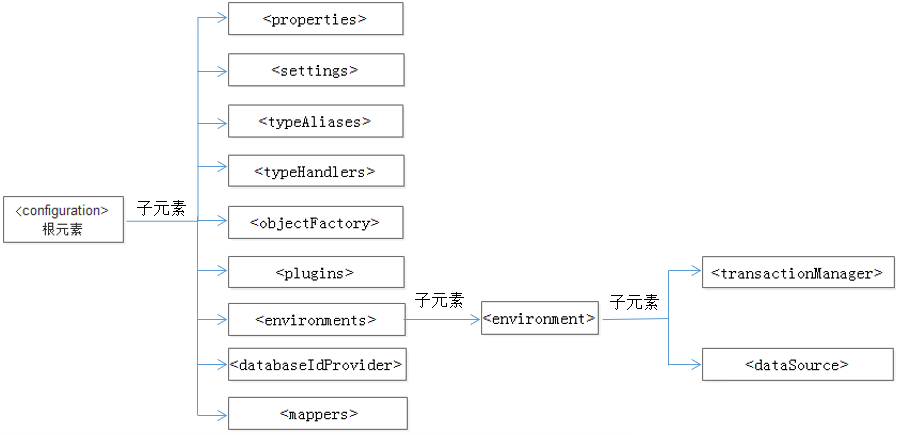 <configuration>
根元素
子元素
<properties>
<settings>
<typeAliases>
<typeHandlers>
<objectFactory>
<plugins>
<environments>
<databaseIdProvider>
<mappers>
子元素
<environment>
子元素
<transactionManager>
<dataSource>